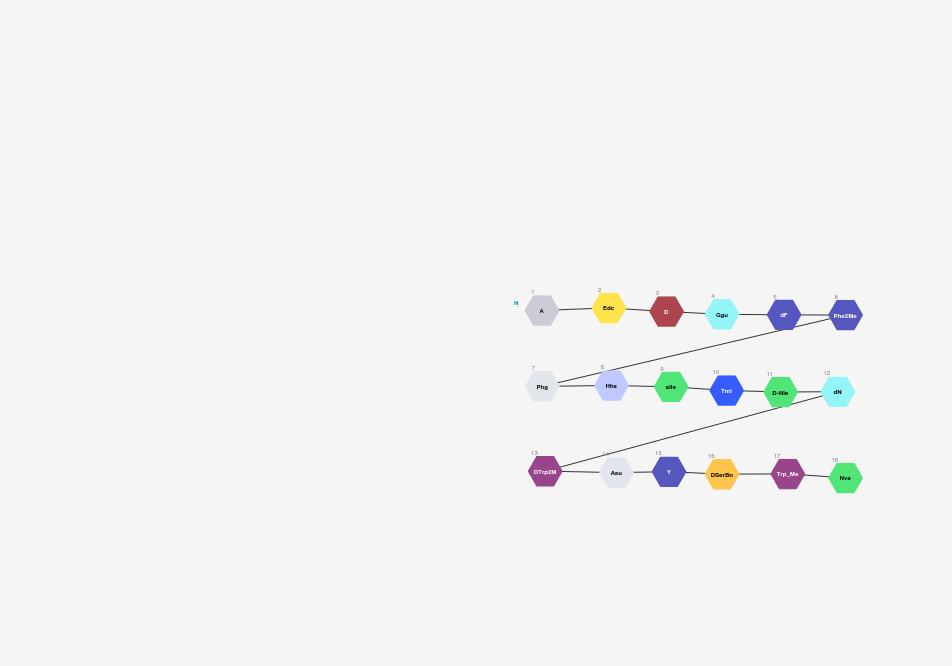 N
1 2 3 4 5 6
A Edc D Ggu dF Phe2Me
7 8 9 10 11 12
Phg Hhs aIle Tml D-Nle dN
13 14 15 16 17 18
DTrp2M Asu Y DSerBn Trp_Me Nva